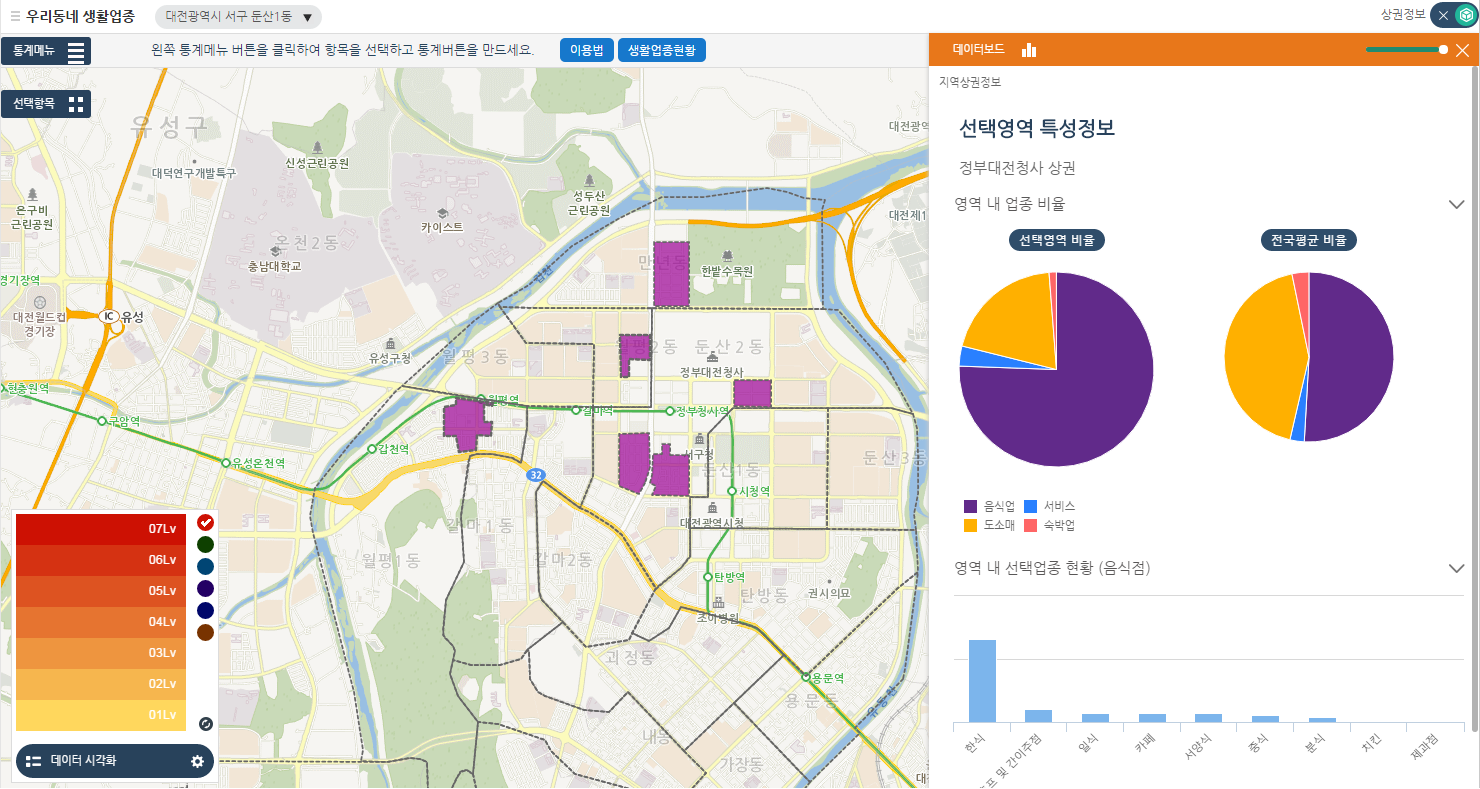 우리동네 생활업종
대전광역시 서구 둔산1동 ▼
상권정보
통계메뉴
왼쪽 통계메뉴 버튼을 클릭하여 항목을 선택하고 통계버튼을 만드세요.
이용법
생활업종현황
데이터보드
선택항목
지역상권정보
선택영역 특성정보
정부대전청사 상권
영역 내 업종 비율
선택영역 비율
전국평균 비율
음식업
서비스
도소매
숙박업
영역 내 선택업종 현황 (음식점)
한식
일식
카페
서양식
중식
분식
치킨
제과점
유성구
신성근린공원
대덕연구개발특구
은구비
근린공원
성두산
근린공원
카이스트
온천2동
충남대학교
만년동
한밭수목원
대전제1
경기장역
대전월드컵
경기장
IC 유성
갑천
유성구청
월평3동
월평2동
둔산2동
정부대전청사
현충원역
구암역
월평역
갈마역
정부청사역
갑천역
유성온천역
서구청
둔산1동
둔산3동
32
시청역
대전광역시청
갈마1동
월평1동
갈마2동
탄방역
탄방동
권시의묘
괴정동
용문역
용문동
유등천
내동
가장동
07Lv
06Lv
05Lv
04Lv
03Lv
02Lv
01Lv
데이터 시각화